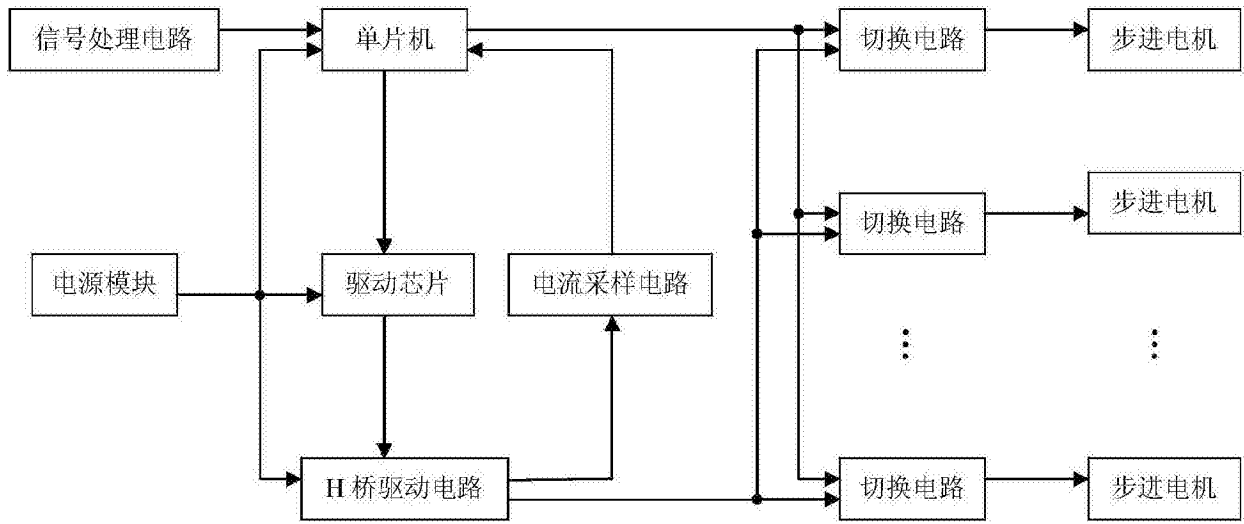 信号处理电路
单片机
切换电路
步进电机
切换电路
步进电机
电源模块
驱动芯片
电流采样电路
H桥驱动电路
切换电路
步进电机